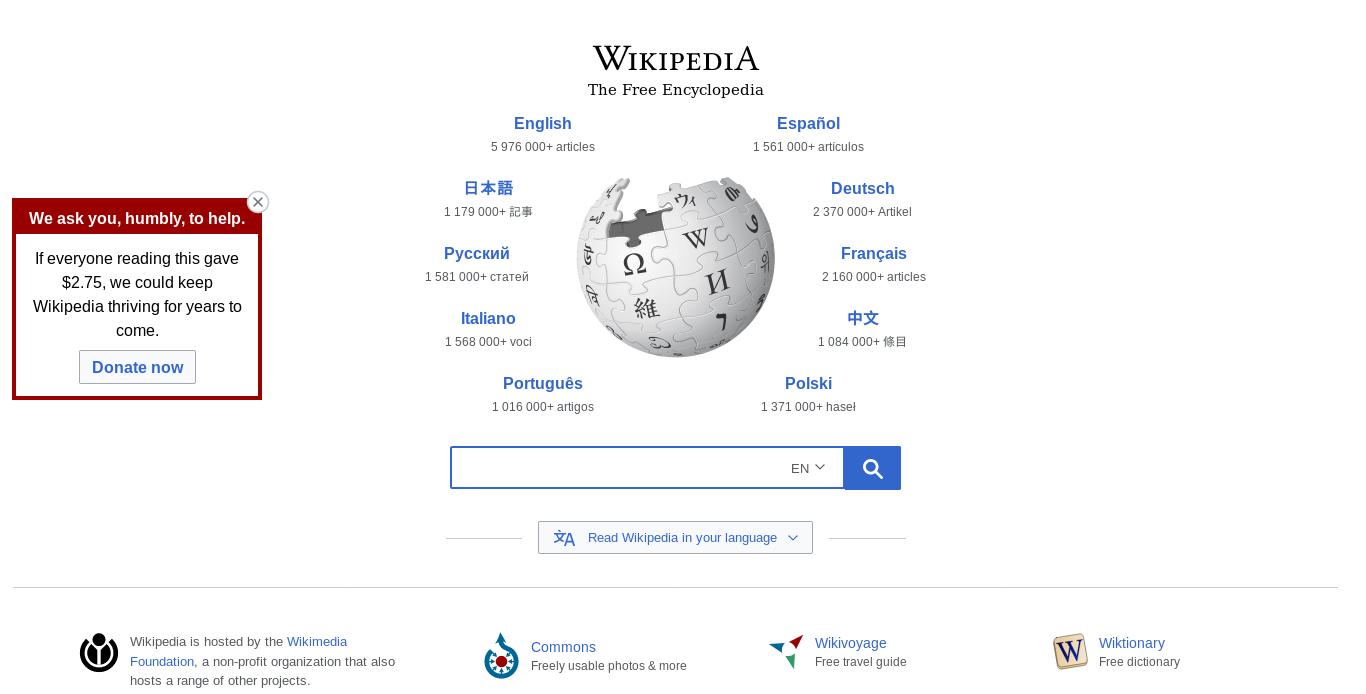 WIKIPEDIA
The Free Encyclopedia
English
5 976 000+ articles
Español
1 561 000+ artículos
日本語
1 179 000+ 記事
Deutsch
2 370 000+ Artikel
Русский
1 581 000+ статей
Français
2 160 000+ articles
Italiano
1 568 000+ voci
中文
1 084 000+ 條目
Português
1 016 000+ artigos
Polski
1 371 000+ haseł
Ω
W
И
維
ウィ
We ask you, humbly, to help.
If everyone reading this gave
$2.75, we could keep
Wikipedia thriving for years to
come.
Donate now
EN
Read Wikipedia in your language
Wikipedia is hosted by the Wikimedia
Foundation, a non-profit organization that also
hosts a range of other projects.
Commons
Freely usable photos & more
Wikivoyage
Free travel guide
W
Wiktionary
Free dictionary